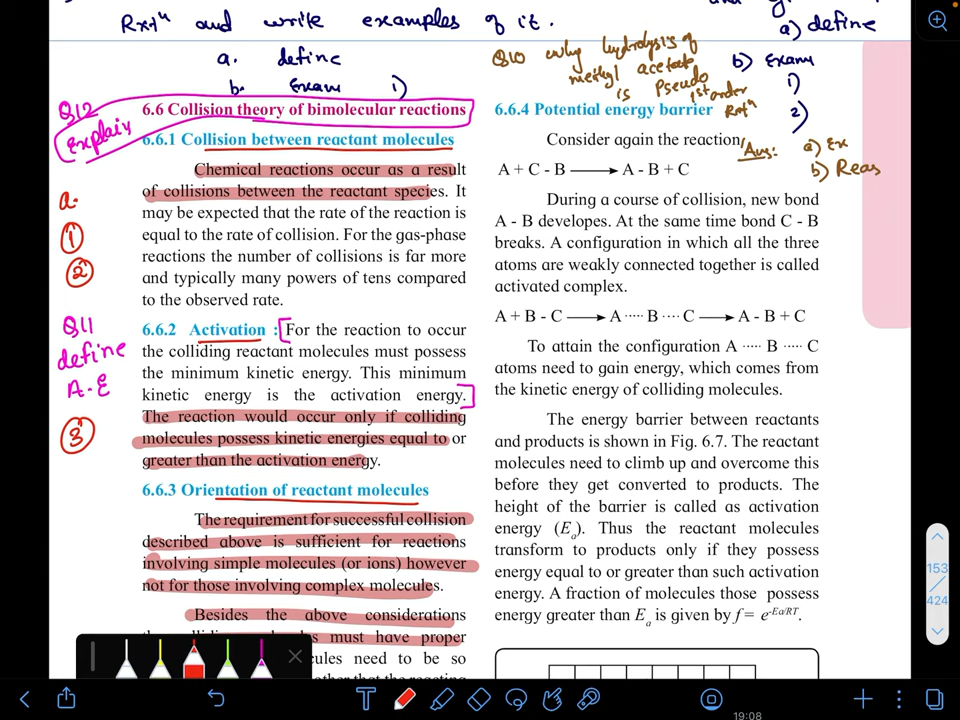 Rxtn and write examples of it.
a. define
b. Exam 1)
a) define
b) Exam
1)
2)
Q10 why hydrolysis of
methyl acetate
is Pseudo
1st order
Rxtn
Ans: a) Ex
b) Reas
Q12
Explain
6.6 Collision theory of bimolecular reactions
6.6.1 Collision between reactant molecules
Chemical reactions occur as a result
of collisions between the reactant species. It
may be expected that the rate of the reaction is
equal to the rate of collision. For the gas-phase
reactions the number of collisions is far more
and typically many powers of tens compared
to the observed rate.
a.
1
2
Q11
define
A.E
3
6.6.2 Activation : For the reaction to occur
the colliding reactant molecules must possess
the minimum kinetic energy. This minimum
kinetic energy is the activation energy.
The reaction would occur only if colliding
molecules possess kinetic energies equal to or
greater than the activation energy.
6.6.3 Orientation of reactant molecules
The requirement for successful collision
described above is sufficient for reactions
involving simple molecules (or ions) however
not for those involving complex molecules.
Besides the above considerations
must have proper
cules need to be so
6.6.4 Potential energy barrier
Consider again the reaction,
A + C - B ⟶ A - B + C
During a course of collision, new bond
A - B developes. At the same time bond C - B
breaks. A configuration in which all the three
atoms are weakly connected together is called
activated complex.
A + B - C ⟶ A ····· B ····· C ⟶ A - B + C
To attain the configuration A ····· B ····· C
atoms need to gain energy, which comes from
the kinetic energy of colliding molecules.
The energy barrier between reactants
and products is shown in Fig. 6.7. The reactant
molecules need to climb up and overcome this
before they get converted to products. The
height of the barrier is called as activation
energy (Ea). Thus the reactant molecules
transform to products only if they possess
energy equal to or greater than such activation
energy. A fraction of molecules those possess
energy greater than Ea is given by f = e-Ea/RT.
153
424
19:08